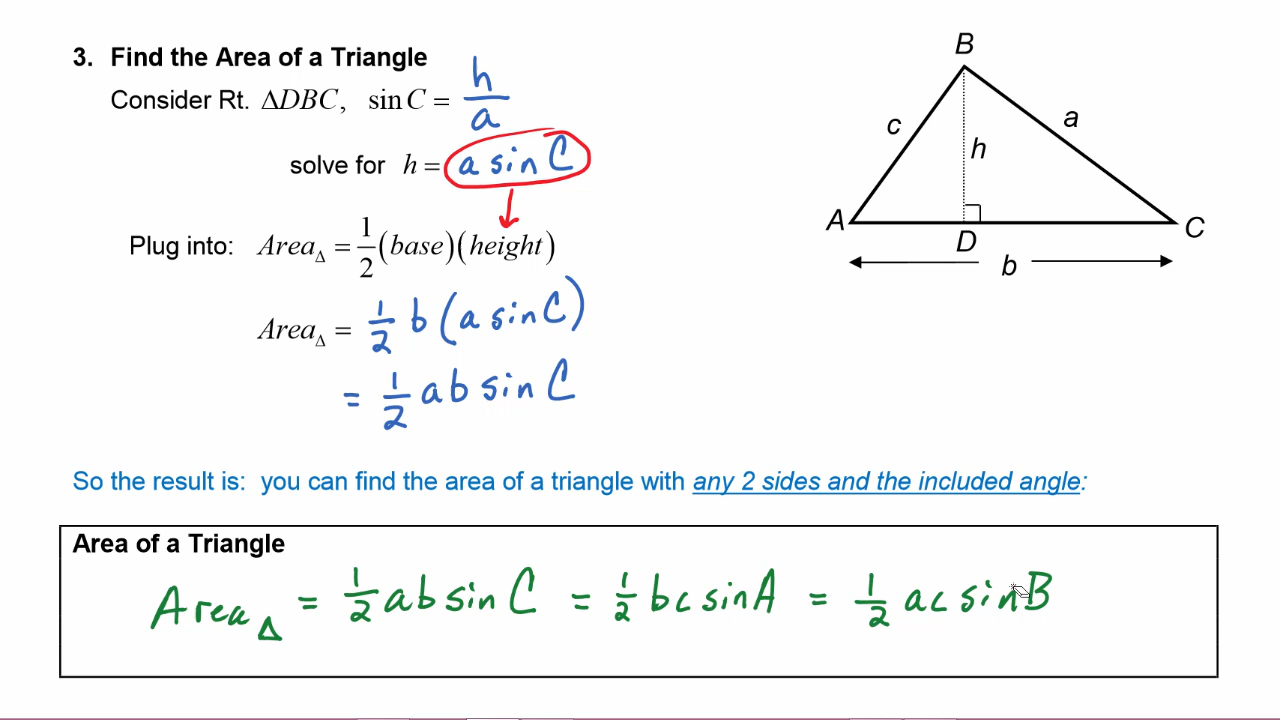 3. Find the Area of a Triangle
Consider Rt. ΔDBC, sin C = h/a
solve for h = a sin C
Plug into: Area_Δ = 1/2 (base)(height)
Area_Δ = 1/2 b (a sin C)
= 1/2 ab sin C
B
c
a
h
A
D
C
b
So the result is: you can find the area of a triangle with any 2 sides and the included angle:
Area of a Triangle
Area_Δ = 1/2 ab sin C = 1/2 bc sin A = 1/2 ac sin B